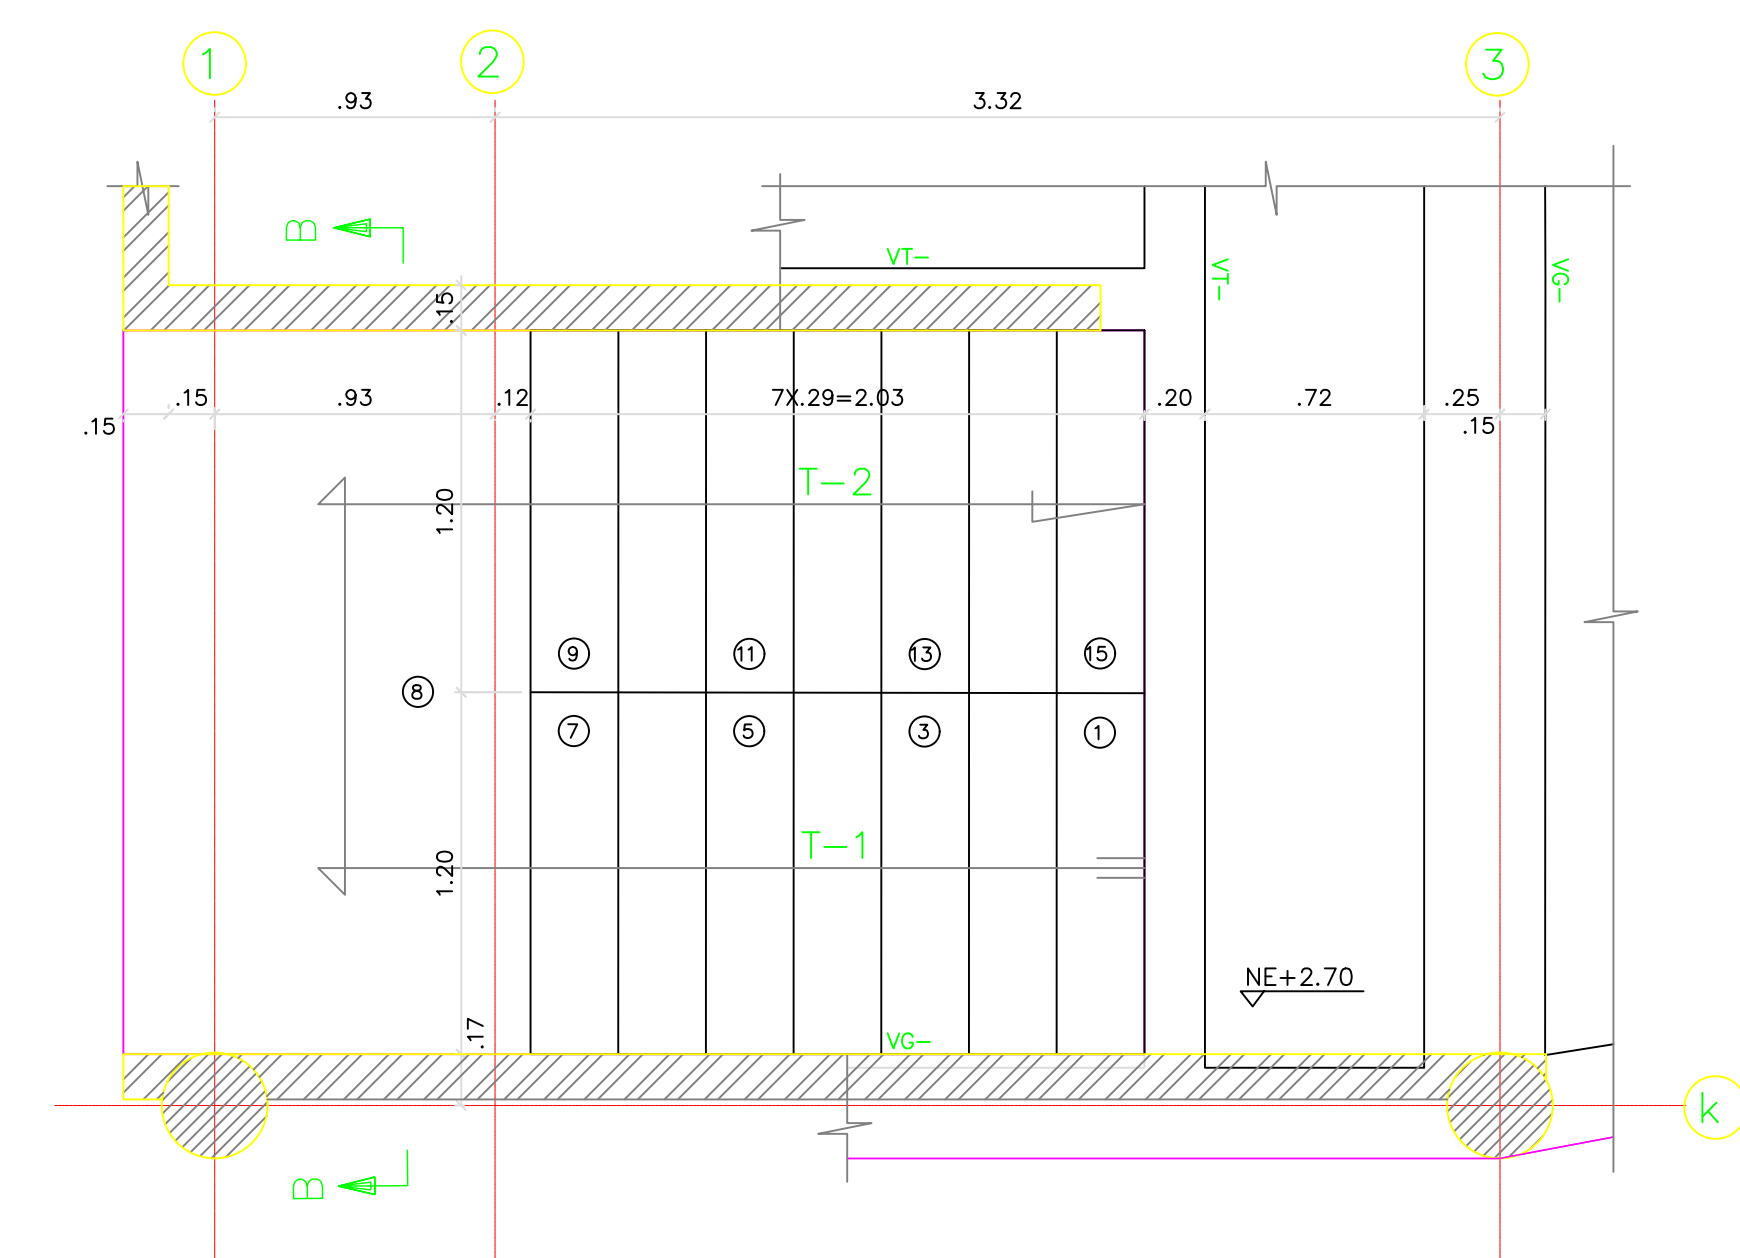 1
2
3
.93
3.32
B
VT-
VT-
VG-
.15
.15
.93
.12
7X.29=2.03
.20
.72
.25
.15
.15
T-2
1.20
9
11
13
15
8
7
5
3
1
T-1
1.20
NE+2.70
.17
VG-
k
B